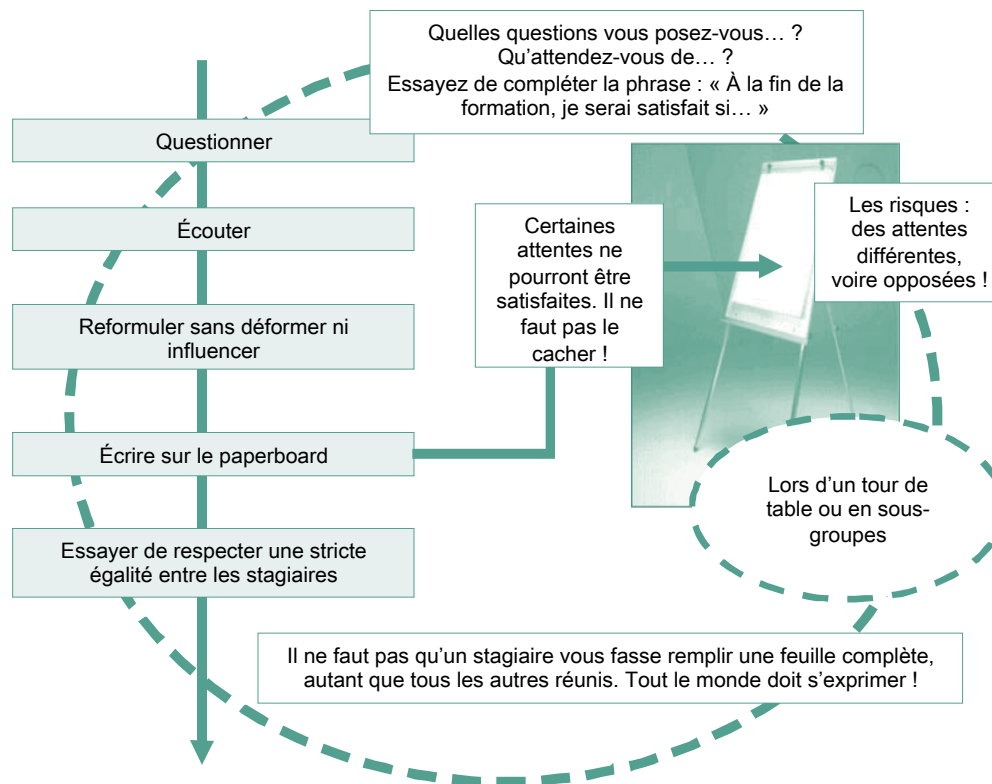 Quelles questions vous posez-vous… ?
Qu’attendez-vous de… ?
Essayez de compléter la phrase : « À la fin de la
formation, je serai satisfait si… »
Questionner
Écouter
Reformuler sans déformer ni
influencer
Écrire sur le paperboard
Essayer de respecter une stricte
égalité entre les stagiaires
Certaines
attentes ne
pourront être
satisfaites. Il ne
faut pas le
cacher !
Les risques :
des attentes
différentes,
voire opposées !
Lors d’un tour de
table ou en sous-
groupes
Il ne faut pas qu’un stagiaire vous fasse remplir une feuille complète,
autant que tous les autres réunis. Tout le monde doit s’exprimer !